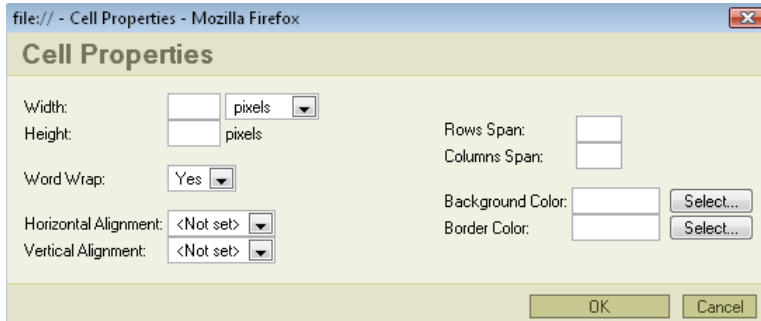 file:// - Cell Properties - Mozilla Firefox
Cell Properties
Width: pixels
Height: pixels
Word Wrap: Yes
Horizontal Alignment: <Not set>
Vertical Alignment: <Not set>
Rows Span:
Columns Span:
Background Color: Select...
Border Color: Select...
OK Cancel